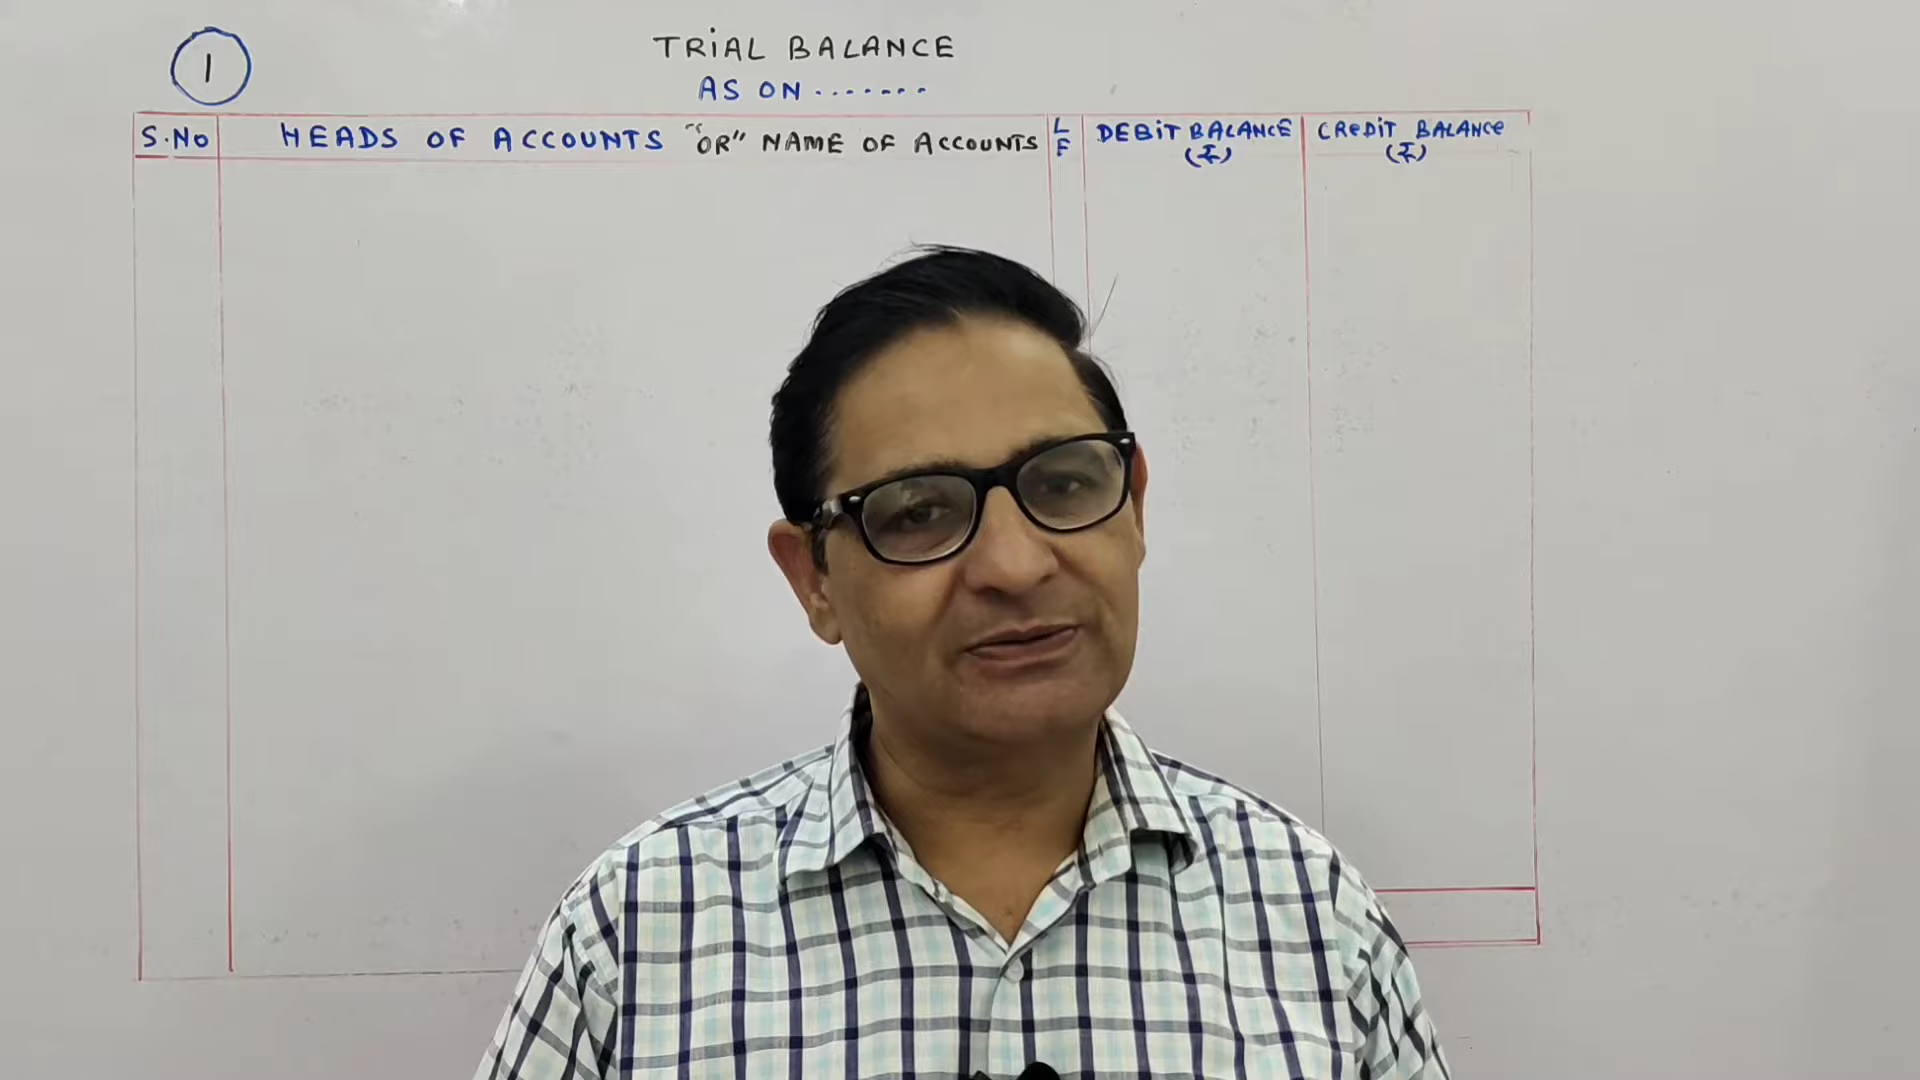 1
TRiAL BALANCE
AS ON .......
S.NO
HEADS OF ACCOUNTS "OR" NAME OF ACCOUNTS
L
F
DEBiT BALANCE
(₹)
CREDiT BALANCE
(₹)